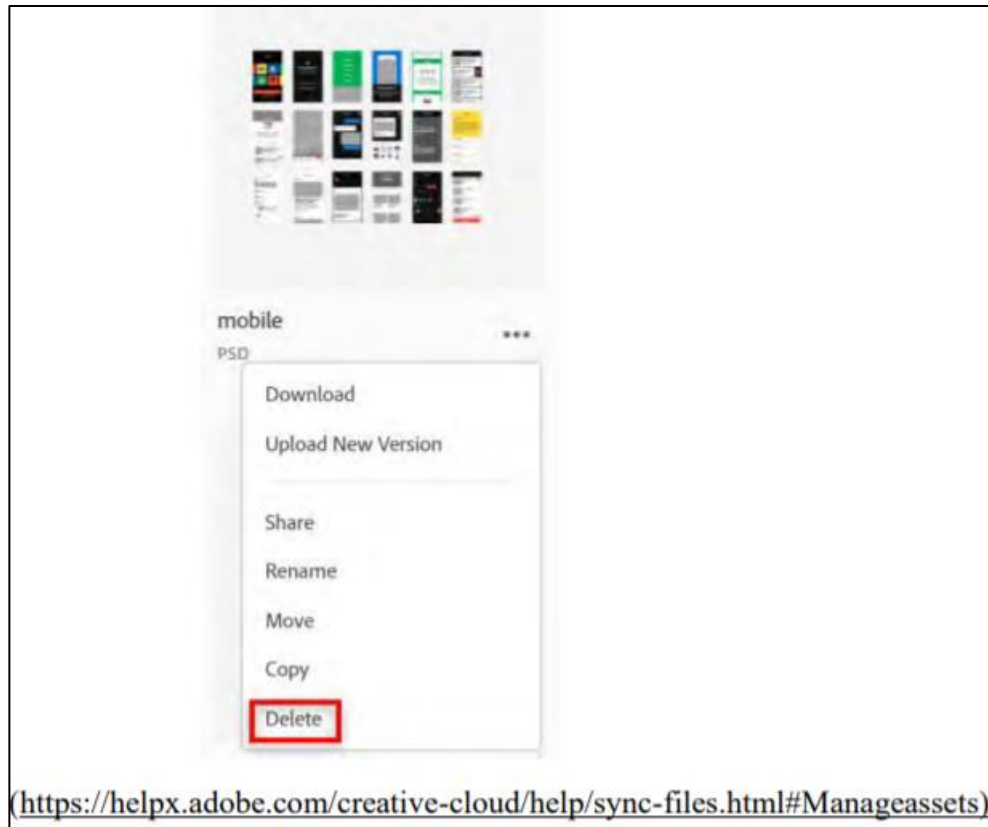 mobile
•••
PSD
Download
Upload New Version
Share
Rename
Move
Copy
Delete
(https://helpx.adobe.com/creative-cloud/help/sync-files.html#Manageassets)